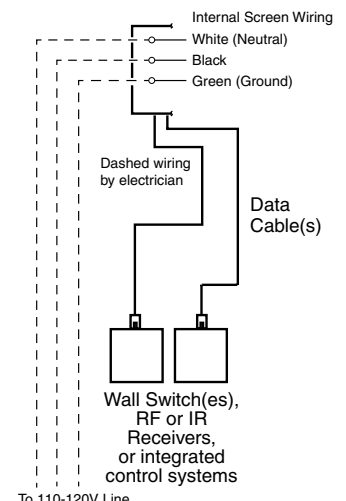 Internal Screen Wiring
White (Neutral)
Black
Green (Ground)
Dashed wiring
by electrician
Data
Cable(s)
Wall Switch(es),
RF or IR
Receivers,
or integrated
control systems
To 110-120V Line